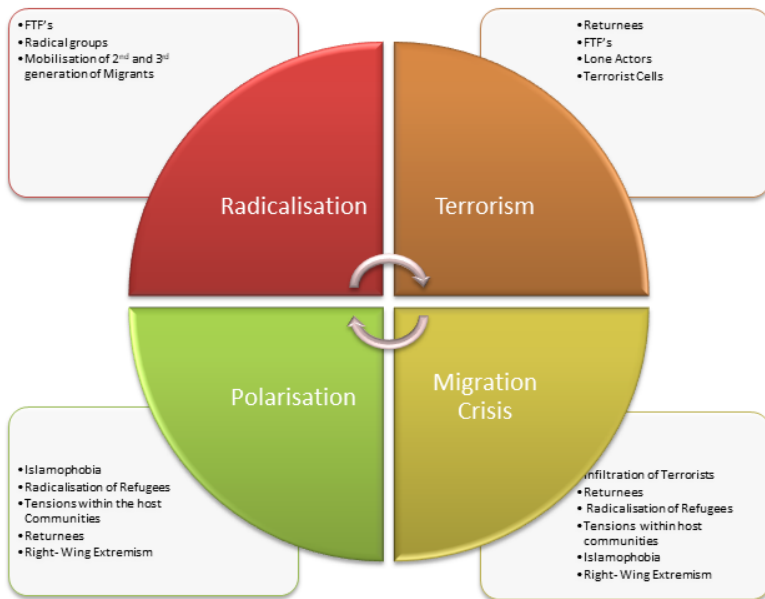 •FTF's
•Radical groups
•Mobilisation of 2nd and 3rd
generation of Migrants
•Returnees
•FTF's
•Lone Actors
•Terrorist Cells
Radicalisation
Terrorism
Polarisation
Migration
Crisis
•Islamophobia
•Radicalisation of Refugees
•Tensions within the host
Communities
•Returnees
•Right- Wing Extremism
•Infiltration of Terrorists
•Returnees
• Radicalisation of Refugees
•Tensions within host
communities
•Islamophobia
•Right- Wing Extremism